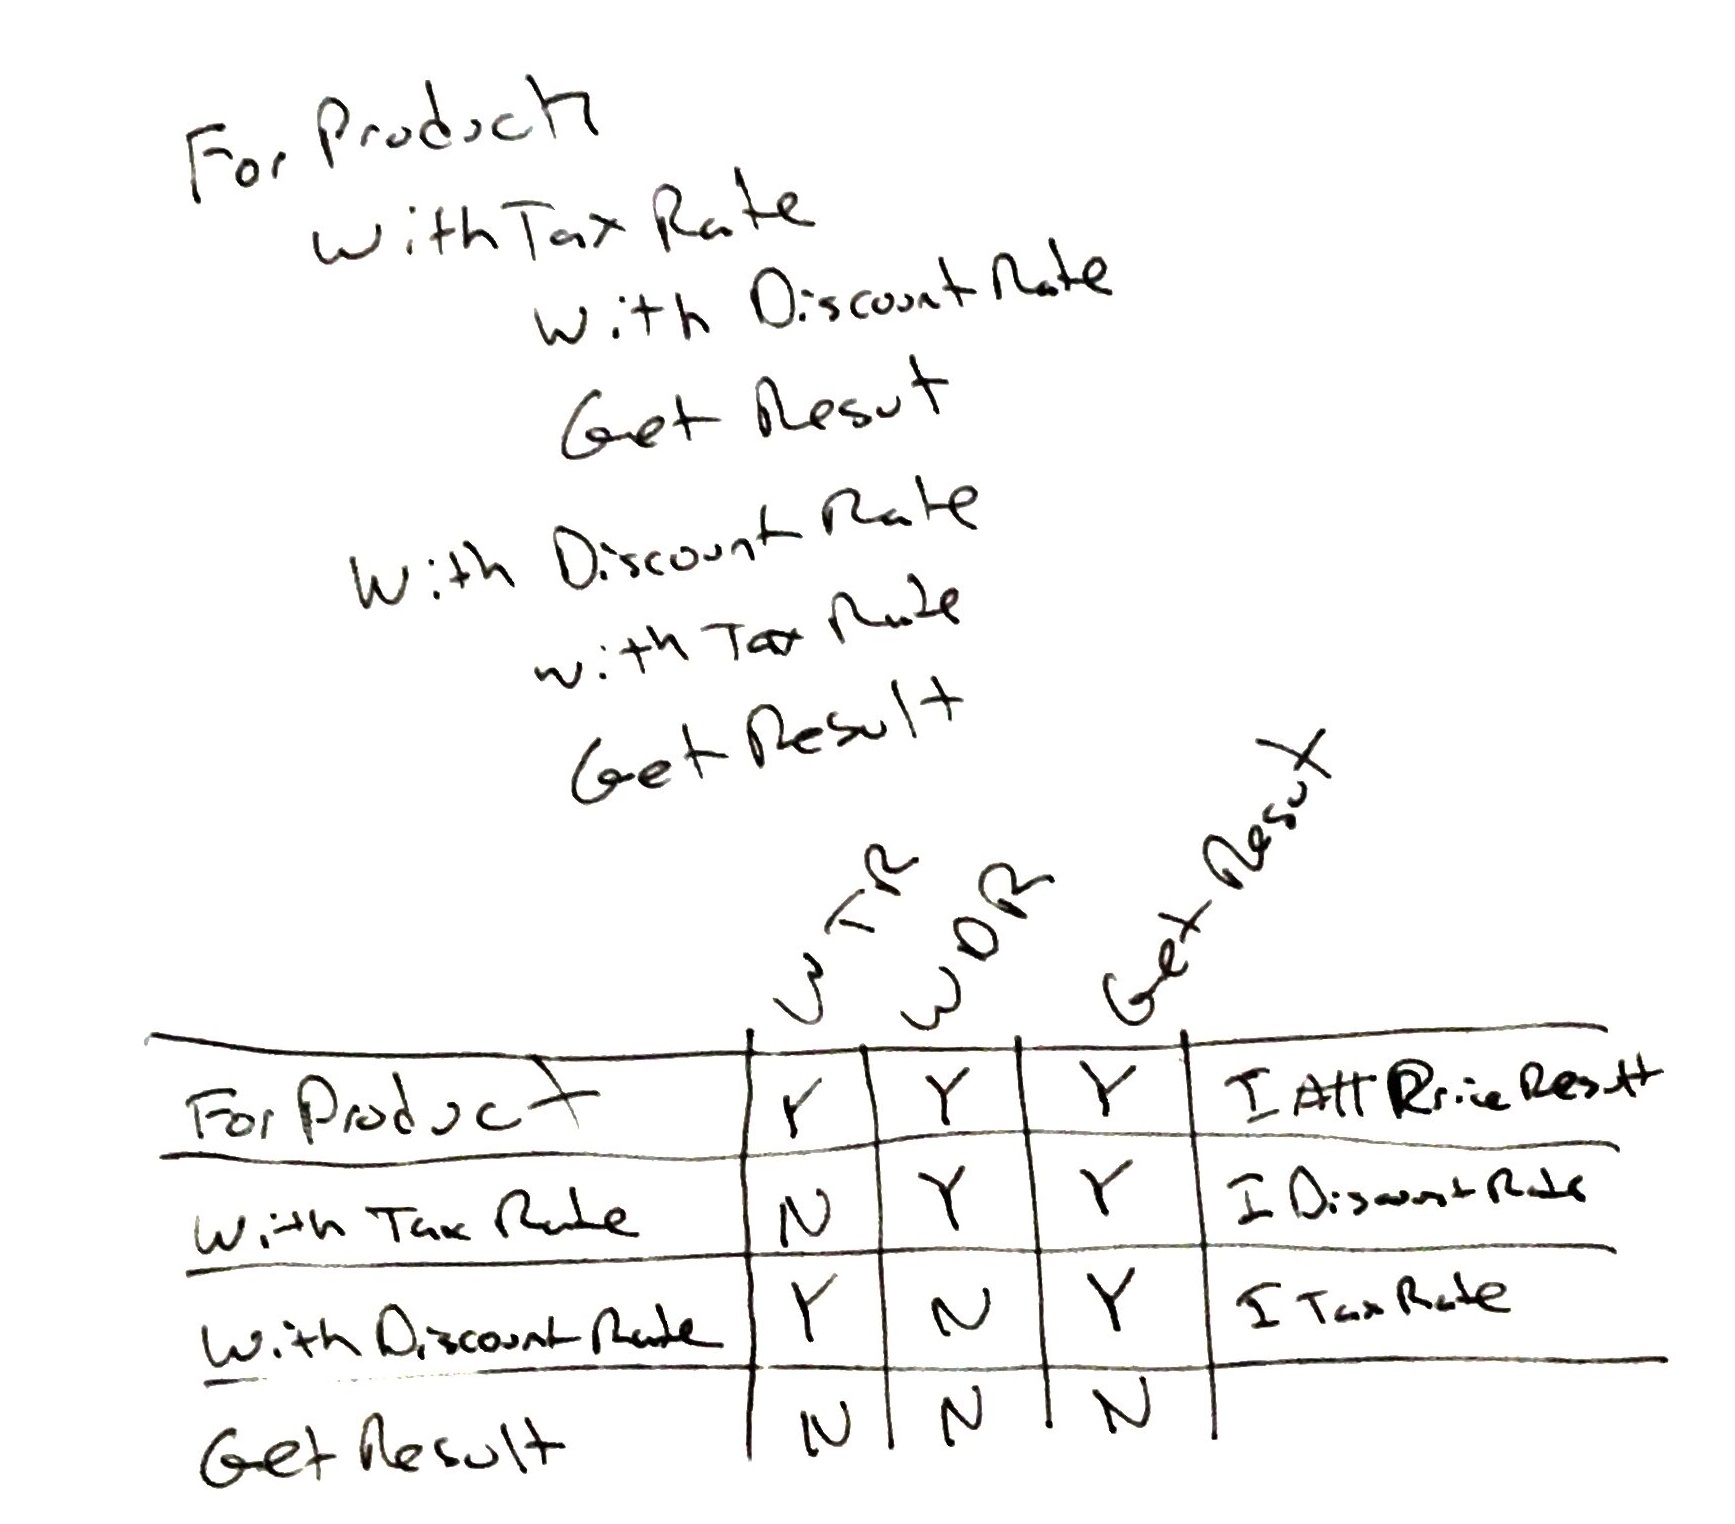 For Product
With Tax Rate
With Discount Rate
Get Resut
With Discount Rate
with Tax Rate
Get Result
WTR WDR Get Resut
For Product Y Y Y I Att Price Result
With Tax Rate N Y Y I Discount Rate
With Discount Rate Y N Y I Tax Rate
Get Result N N N